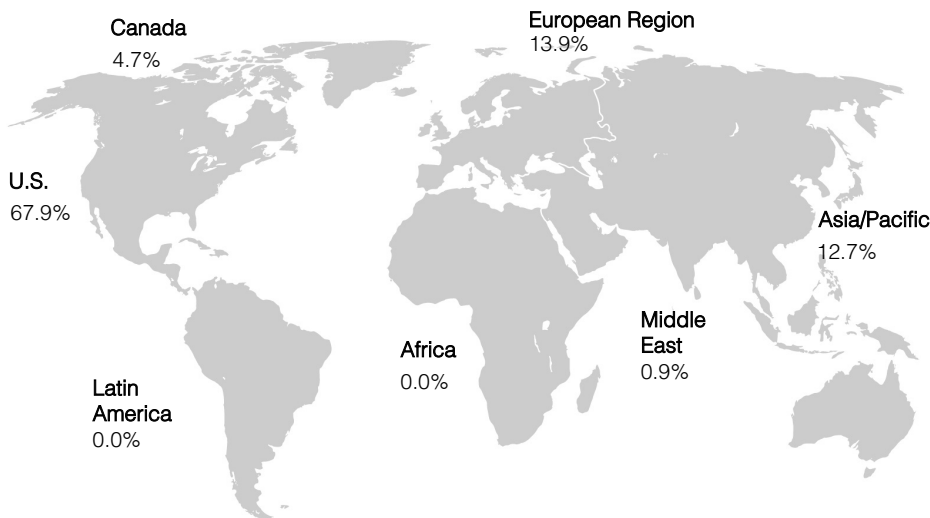 Canada
4.7%
European Region
13.9%
U.S.
67.9%
Asia/Pacific
12.7%
Middle
East
0.9%
Africa
0.0%
Latin
America
0.0%